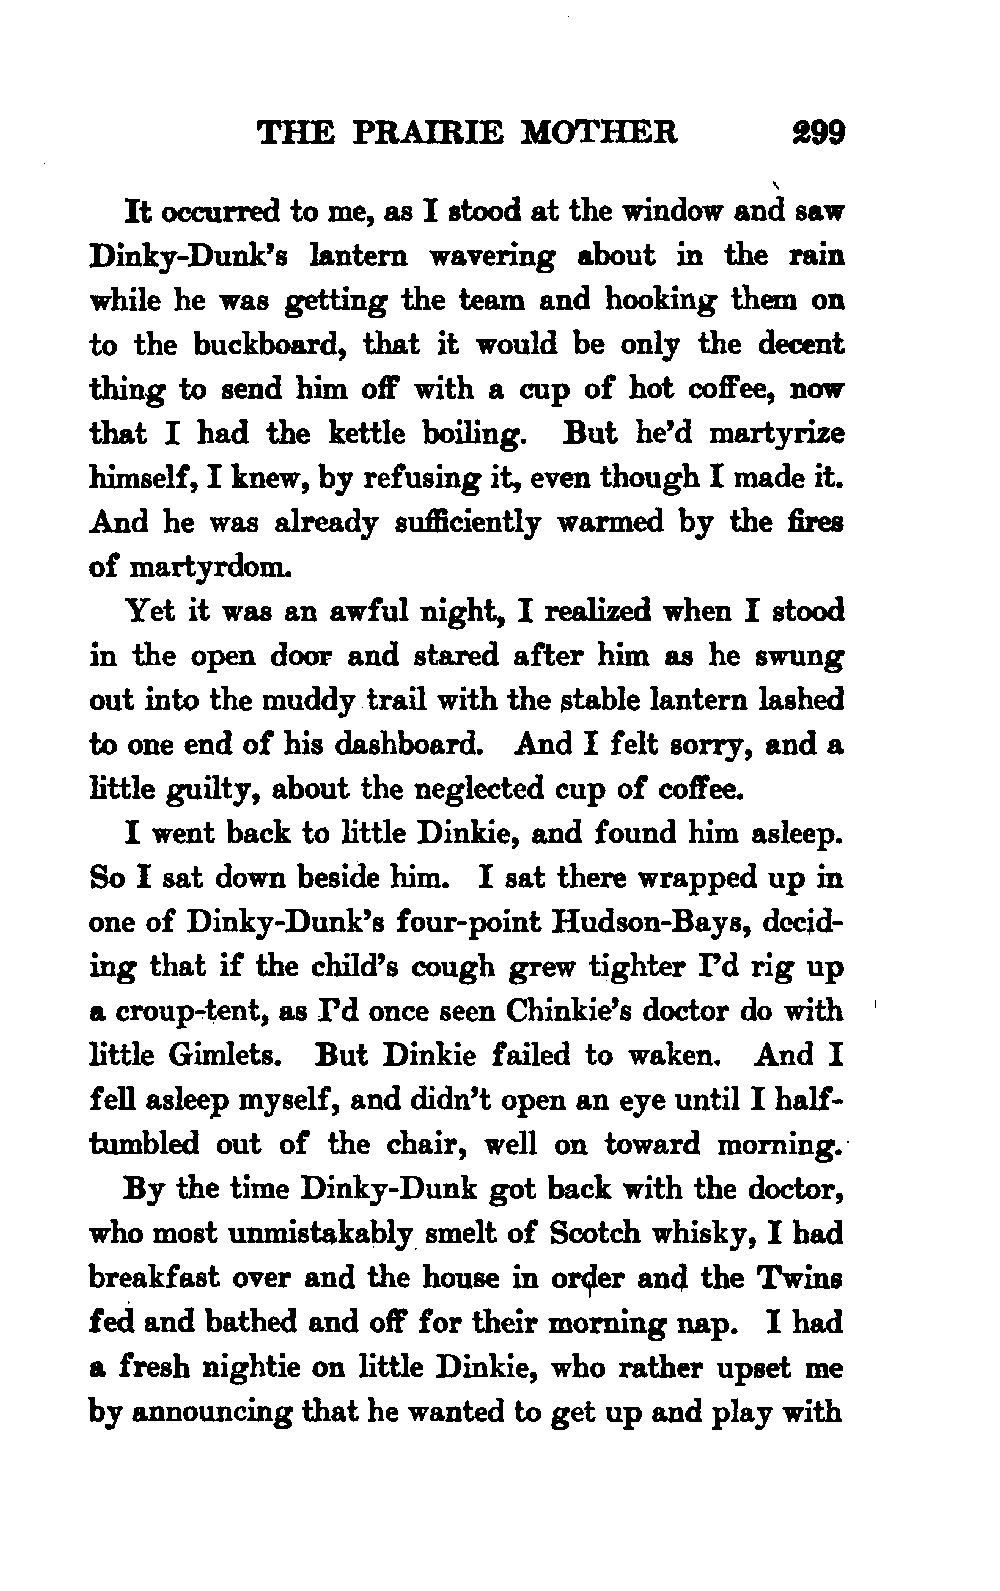 THE PRAIRIE MOTHER 299
It occurred to me, as I stood at the window and saw
Dinky-Dunk's lantern wavering about in the rain
while he was getting the team and hooking them on
to the buckboard, that it would be only the decent
thing to send him off with a cup of hot coffee, now
that I had the kettle boiling. But he'd martyrize
himself, I knew, by refusing it, even though I made it.
And he was already sufficiently warmed by the fires
of martyrdom.
Yet it was an awful night, I realized when I stood
in the open door and stared after him as he swung
out into the muddy trail with the stable lantern lashed
to one end of his dashboard. And I felt sorry, and a
little guilty, about the neglected cup of coffee.
I went back to little Dinkie, and found him asleep.
So I sat down beside him. I sat there wrapped up in
one of Dinky-Dunk's four-point Hudson-Bays, decid-
ing that if the child's cough grew tighter I'd rig up
a croup-tent, as I'd once seen Chinkie's doctor do with
little Gimlets. But Dinkie failed to waken. And I
fell asleep myself, and didn't open an eye until I half-
tumbled out of the chair, well on toward morning.
By the time Dinky-Dunk got back with the doctor,
who most unmistakably smelt of Scotch whisky, I had
breakfast over and the house in order and the Twins
fed and bathed and off for their morning nap. I had
a fresh nightie on little Dinkie, who rather upset me
by announcing that he wanted to get up and play with